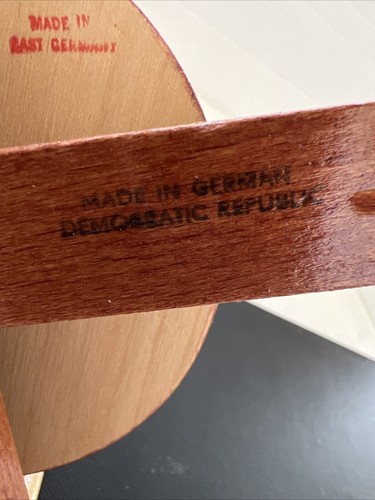 MADE IN
EAST GERMANY
MADE IN GERMAN
DEMOCRATIC REPUBLIC